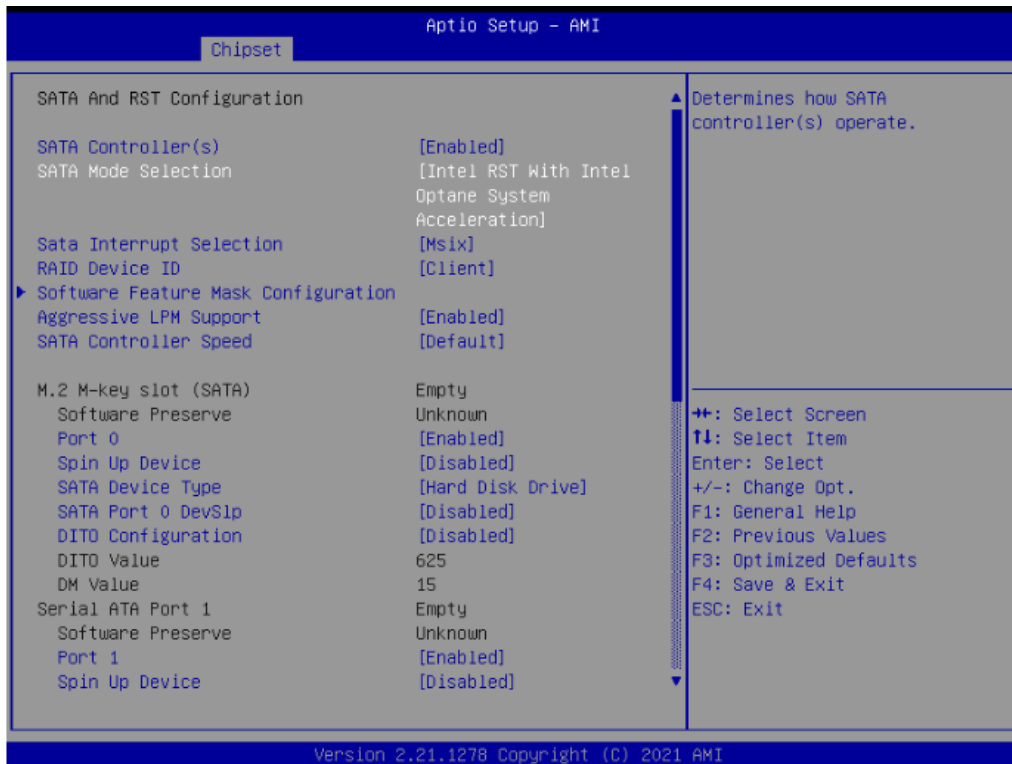 Aptio Setup – AMI
Chipset
SATA And RST Configuration
SATA Controller(s) [Enabled]
SATA Mode Selection [Intel RST With Intel
Optane System
Acceleration]
Sata Interrupt Selection [Msix]
RAID Device ID [Client]
Software Feature Mask Configuration
Aggressive LPM Support [Enabled]
SATA Controller Speed [Default]
M.2 M-key slot (SATA) Empty
Software Preserve Unknown
Port 0 [Enabled]
Spin Up Device [Disabled]
SATA Device Type [Hard Disk Drive]
SATA Port 0 DevSlp [Disabled]
DITO Configuration [Disabled]
DITO Value 625
DM Value 15
Serial ATA Port 1 Empty
Software Preserve Unknown
Port 1 [Enabled]
Spin Up Device [Disabled]
Determines how SATA
controller(s) operate.
→←: Select Screen
↑↓: Select Item
Enter: Select
+/-: Change Opt.
F1: General Help
F2: Previous Values
F3: Optimized Defaults
F4: Save & Exit
ESC: Exit
Version 2.21.1278 Copyright (C) 2021 AMI